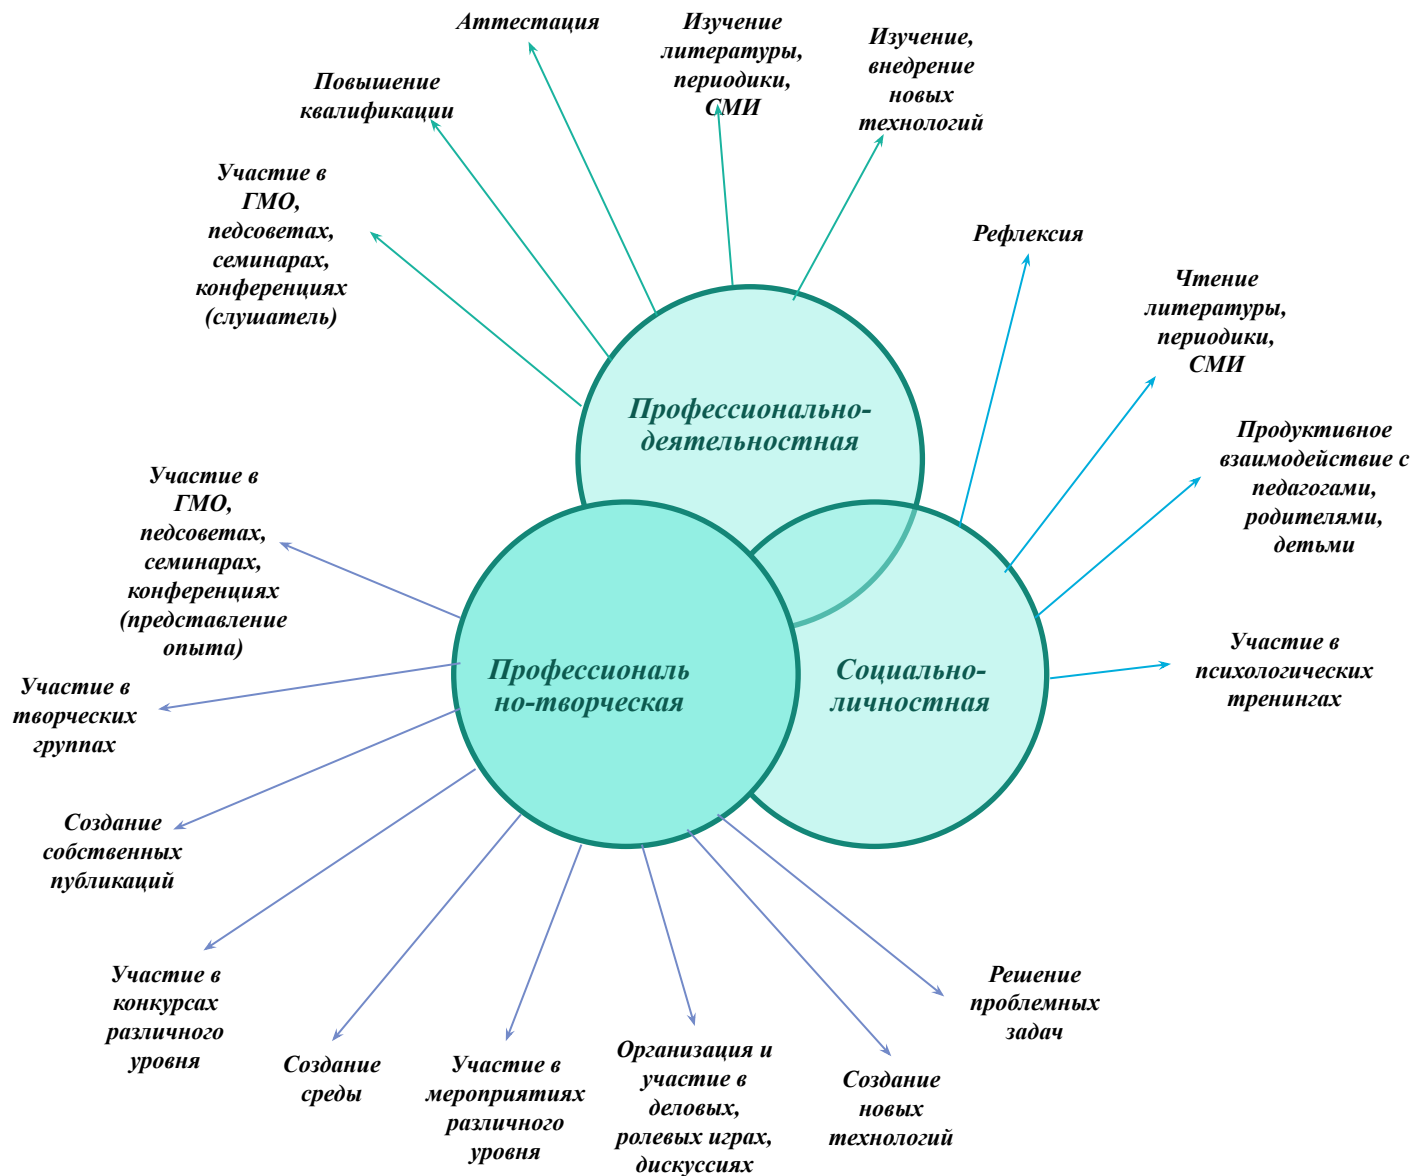 Аттестация
Изучение
литературы,
периодики,
СМИ
Изучение,
внедрение
новых
технологий
Повышение
квалификации
Участие в
ГМО,
педсоветах,
семинарах,
конференциях
(слушатель)
Рефлексия
Чтение
литературы,
периодики,
СМИ
Профессионально-
деятельностная
Продуктивное
взаимодействие с
педагогами,
родителями,
детьми
Участие в
ГМО,
педсоветах,
семинарах,
конференциях
(представление
опыта)
Профессиональ
но-творческая
Социально-
личностная
Участие в
психологических
тренингах
Участие в
творческих
группах
Создание
собственных
публикаций
Участие в
конкурсах
различного
уровня
Создание
среды
Участие в
мероприятиях
различного
уровня
Организация и
участие в
деловых,
ролевых играх,
дискуссиях
Создание
новых
технологий
Решение
проблемных
задач